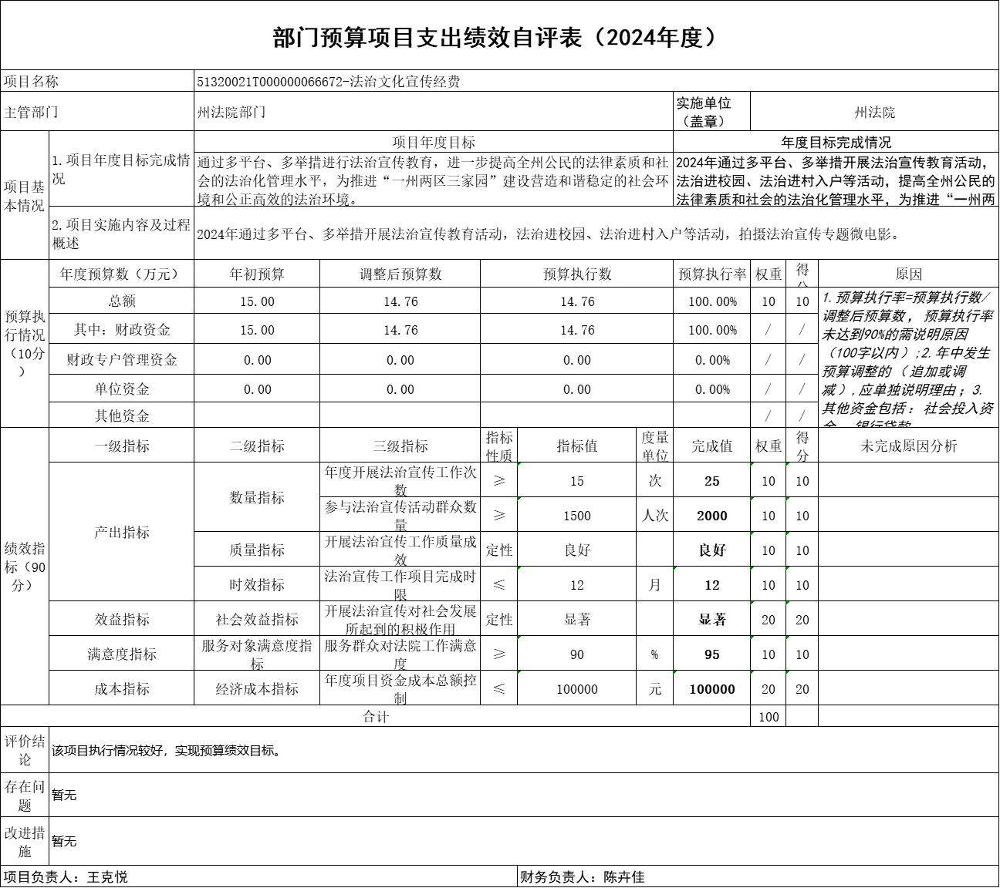 部门预算项目支出绩效自评表（2024年度）
项目名称 51320021T000000066672-法治文化宣传经费
主管部门 州法院部门 实施单位（盖章） 州法院
项目基本情况
1.项目年度目标完成情况
项目年度目标 年度目标完成情况
通过多平台、多举措进行法治宣传教育，进一步提高全州公民的法律素质和社
会的法治化管理水平，为推进“一州两区三家园”建设营造和谐稳定的社会环
境和公正高效的法治环境。
2024年通过多平台、多举措开展法治宣传教育活动，
法治进校园、法治进村入户等活动，提高全州公民的
法律素质和社会的法治化管理水平，为推进“一州两
2.项目实施内容及过程概述
2024年通过多平台、多举措开展法治宣传教育活动，法治进校园、法治进村入户等活动，拍摄法治宣传专题微电影。
预算执行情况（10分）
年度预算数（万元） 年初预算 调整后预算数 预算执行数 预算执行率 权重 得分 原因
总额 15.00 14.76 14.76 100.00% 10 10
其中：财政资金 15.00 14.76 14.76 100.00% / /
财政专户管理资金 0.00 0.00 0.00 0.00% / /
单位资金 0.00 0.00 0.00 0.00% / /
其他资金 / /
1.预算执行率=预算执行数/
调整后预算数，预算执行率
未达到90%的需说明原因
（100字以内）;2.年中发生
预算调整的（追加或调
减）,应单独说明理由；3.
其他资金包括：社会投入资
金、银行贷款
绩效指标（90分）
一级指标 二级指标 三级指标 指标性质 指标值 度量单位 完成值 权重 得分 未完成原因分析
产出指标 数量指标 年度开展法治宣传工作次数 ≥ 15 次 25 10 10
参与法治宣传活动群众数量 ≥ 1500 人次 2000 10 10
质量指标 开展法治宣传工作质量成效 定性 良好 良好 10 10
时效指标 法治宣传工作项目完成时限 ≤ 12 月 12 10 10
效益指标 社会效益指标 开展法治宣传对社会发展所起到的积极作用 定性 显著 显著 20 20
满意度指标 服务对象满意度指标 服务群众对法院工作满意度 ≥ 90 % 95 10 10
成本指标 经济成本指标 年度项目资金成本总额控制 ≤ 100000 元 100000 20 20
合计 100
评价结论 该项目执行情况较好，实现预算绩效目标。
存在问题 暂无
改进措施 暂无
项目负责人：王克悦 财务负责人：陈卉佳